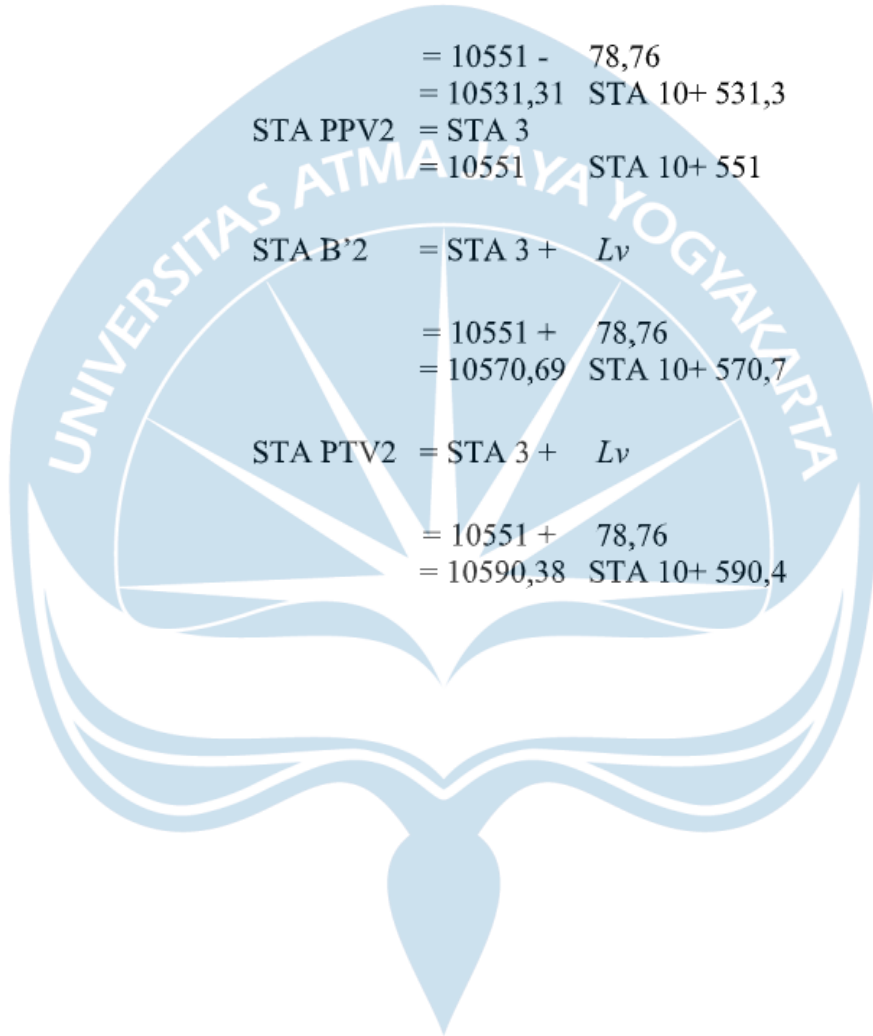 = 10551 - 78,76
= 10531,31 STA 10+ 531,3
STA PPV2 = STA 3
= 10551 STA 10+ 551
UNIVERSITAS ATMA JAYA YOGYAKARTA
STA B’2 = STA 3 + Lv
= 10551 + 78,76
= 10570,69 STA 10+ 570,7
STA PTV2 = STA 3 + Lv
= 10551 + 78,76
= 10590,38 STA 10+ 590,4